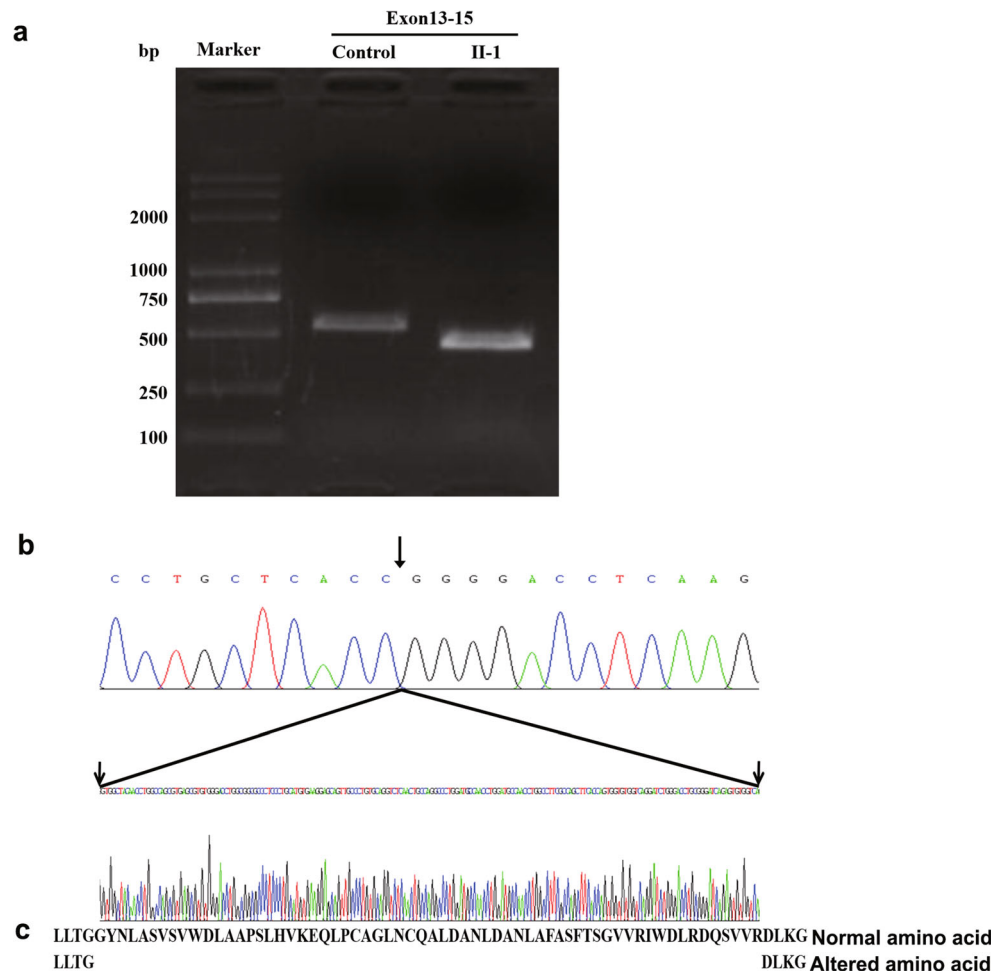 a
Exon13-15
bp Marker Control II-1
2000
1000
750
500
250
100
b
C C T G C T C A C C G G G G A C C T C A A G
c LLTGGYNLASVSVWDLAAPSLHVKEQLPCAGLNCQALDANLDANLAFASFTSGVVRIWDLRDQSVVRDLKG Normal amino acid
LLTG DLKG Altered amino acid